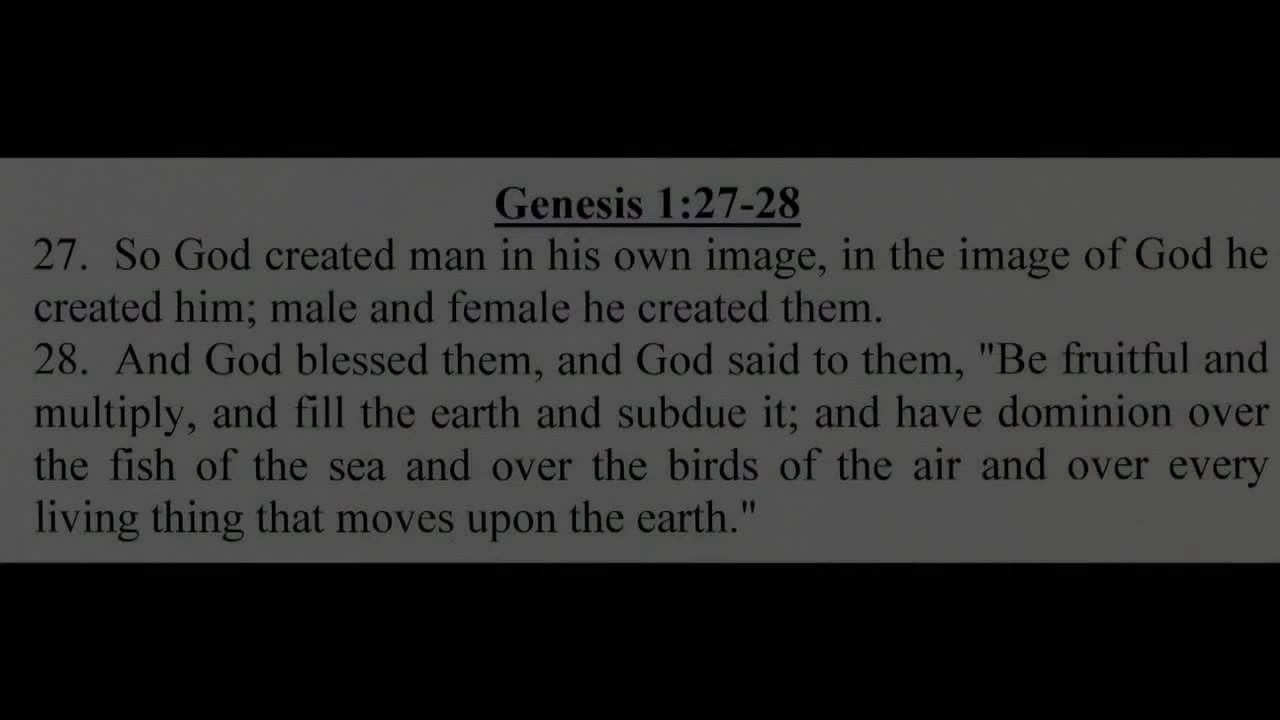 Genesis 1:27-28
27. So God created man in his own image, in the image of God he
created him; male and female he created them.
28. And God blessed them, and God said to them, "Be fruitful and
multiply, and fill the earth and subdue it; and have dominion over
the fish of the sea and over the birds of the air and over every
living thing that moves upon the earth."